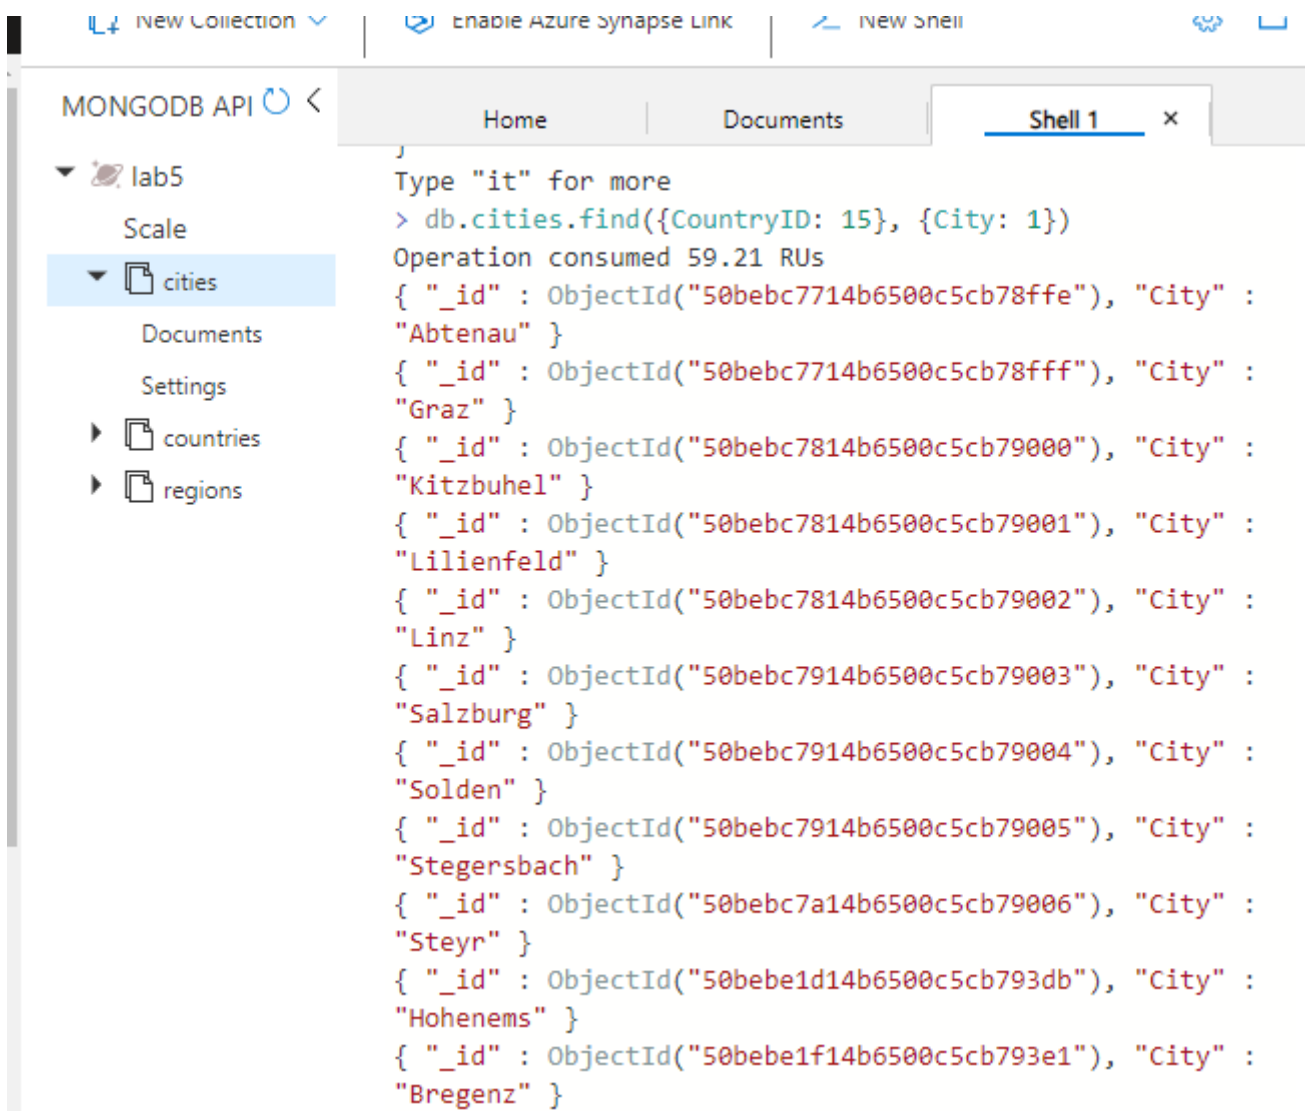 New Collection
Enable Azure Synapse Link
New Shell
MONGODB API
Home
Documents
Shell 1
lab5
Scale
cities
Documents
Settings
countries
regions
}
Type "it" for more
> db.cities.find({CountryID: 15}, {City: 1})
Operation consumed 59.21 RUs
{ "_id" : ObjectId("50bebc7714b6500c5cb78ffe"), "City" :
"Abtenau" }
{ "_id" : ObjectId("50bebc7714b6500c5cb78fff"), "City" :
"Graz" }
{ "_id" : ObjectId("50bebc7814b6500c5cb79000"), "City" :
"Kitzbuhel" }
{ "_id" : ObjectId("50bebc7814b6500c5cb79001"), "City" :
"Lilienfeld" }
{ "_id" : ObjectId("50bebc7814b6500c5cb79002"), "City" :
"Linz" }
{ "_id" : ObjectId("50bebc7914b6500c5cb79003"), "City" :
"Salzburg" }
{ "_id" : ObjectId("50bebc7914b6500c5cb79004"), "City" :
"Solden" }
{ "_id" : ObjectId("50bebc7914b6500c5cb79005"), "City" :
"Stegersbach" }
{ "_id" : ObjectId("50bebc7a14b6500c5cb79006"), "City" :
"Steyr" }
{ "_id" : ObjectId("50bebe1d14b6500c5cb793db"), "City" :
"Hohenems" }
{ "_id" : ObjectId("50bebe1f14b6500c5cb793e1"), "City" :
"Bregenz" }